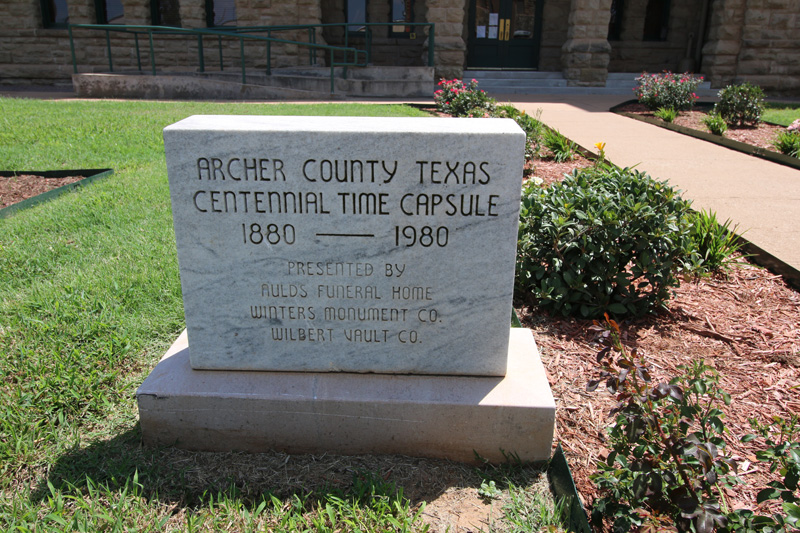 ARCHER COUNTY TEXAS
CENTENNIAL TIME CAPSULE
1880 — 1980
PRESENTED BY
AULDS FUNERAL HOME
WINTERS MONUMENT CO.
WILBERT VAULT CO.